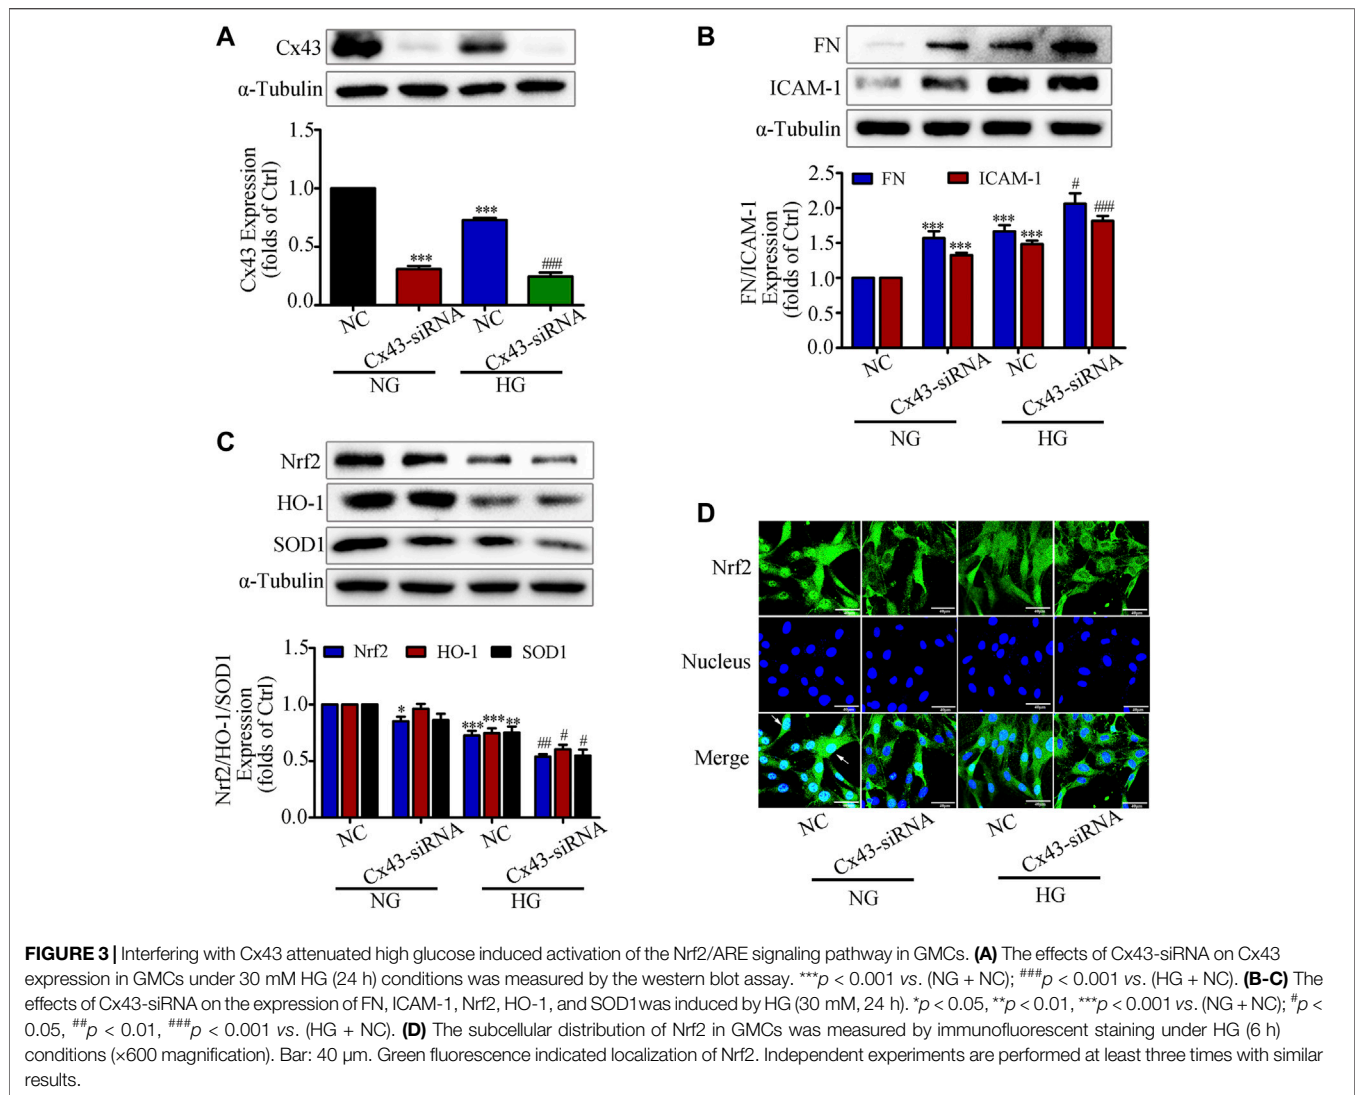 A
Cx43
α-Tubulin
1.5
1.0
0.5
0.0
Cx43 Expression
(folds of Ctrl)
***
***
###
NC
Cx43-siRNA
NC
Cx43-siRNA
NG
HG
B
FN
ICAM-1
α-Tubulin
2.5
2.0
1.5
1.0
0.5
0.0
FN/ICAM-1
Expression
(folds of Ctrl)
FN
ICAM-1
***
***
***
***
#
###
NC
Cx43-siRNA
NC
Cx43-siRNA
NG
HG
C
Nrf2
HO-1
SOD1
α-Tubulin
1.5
1.0
0.5
0.0
Nrf2/HO-1/SOD1
Expression
(folds of Ctrl)
Nrf2
HO-1
SOD1
*
***
***
**
##
#
#
NC
Cx43-siRNA
NC
Cx43-siRNA
NG
HG
D
Nrf2
Nucleus
Merge
NC
Cx43-siRNA
NC
Cx43-siRNA
NG
HG
FIGURE 3 | Interfering with Cx43 attenuated high glucose induced activation of the Nrf2/ARE signaling pathway in GMCs. (A) The effects of Cx43-siRNA on Cx43
expression in GMCs under 30 mM HG (24 h) conditions was measured by the western blot assay. ***p < 0.001 vs. (NG + NC); ###p < 0.001 vs. (HG + NC). (B-C) The
effects of Cx43-siRNA on the expression of FN, ICAM-1, Nrf2, HO-1, and SOD1was induced by HG (30 mM, 24 h). *p < 0.05, **p < 0.01, ***p < 0.001 vs. (NG + NC); #p <
0.05, ##p < 0.01, ###p < 0.001 vs. (HG + NC). (D) The subcellular distribution of Nrf2 in GMCs was measured by immunofluorescent staining under HG (6 h)
conditions (×600 magnification). Bar: 40 μm. Green fluorescence indicated localization of Nrf2. Independent experiments are performed at least three times with similar
results.